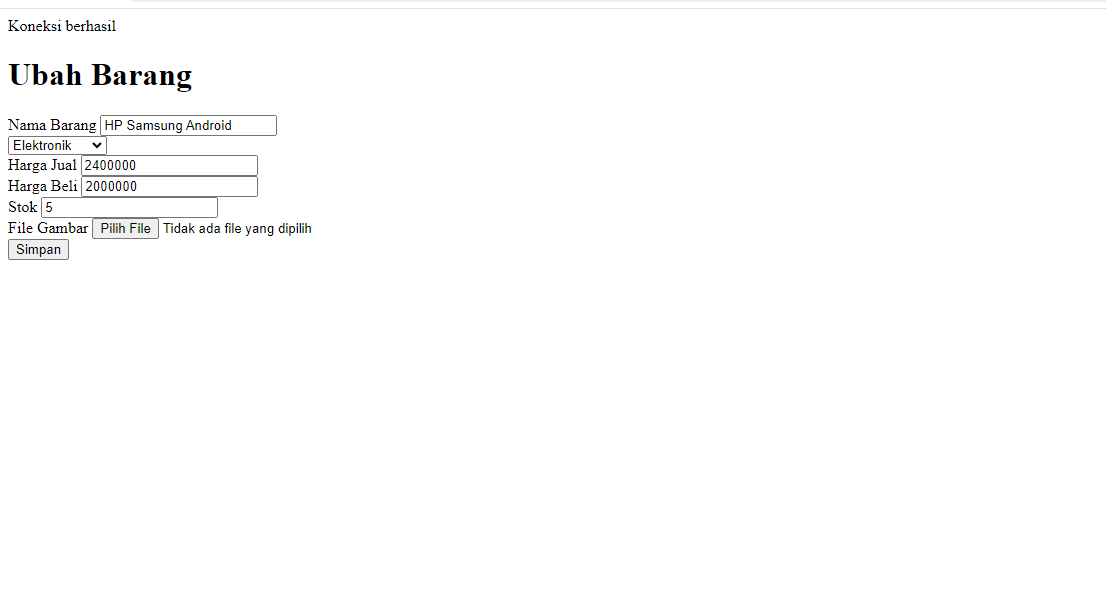 Koneksi berhasil
Ubah Barang
Nama Barang HP Samsung Android
Elektronik
Harga Jual 2400000
Harga Beli 2000000
Stok 5
File Gambar Pilih File Tidak ada file yang dipilih
Simpan